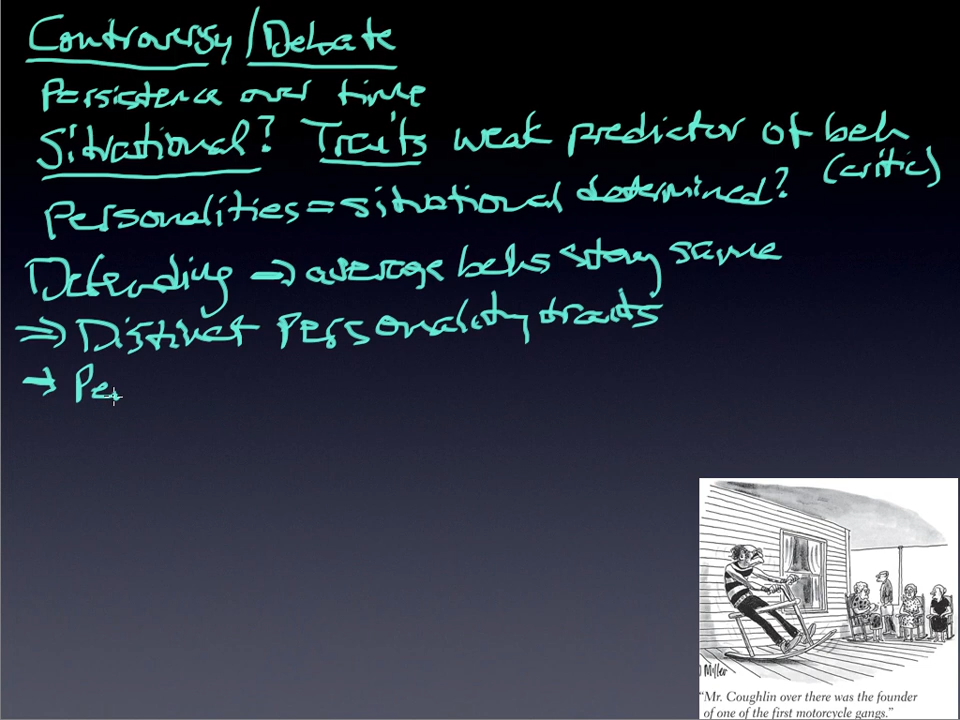 Controversy / Debate
Persistence over time
Situational? Traits weak predictor of beh
(critic)
Personalities = situational determined?
Defending → average behs stay same
⇒ Distinct Personality traits
→ Pe
Miller
"Mr. Coughlin over there was the founder
of one of the first motorcycle gangs."